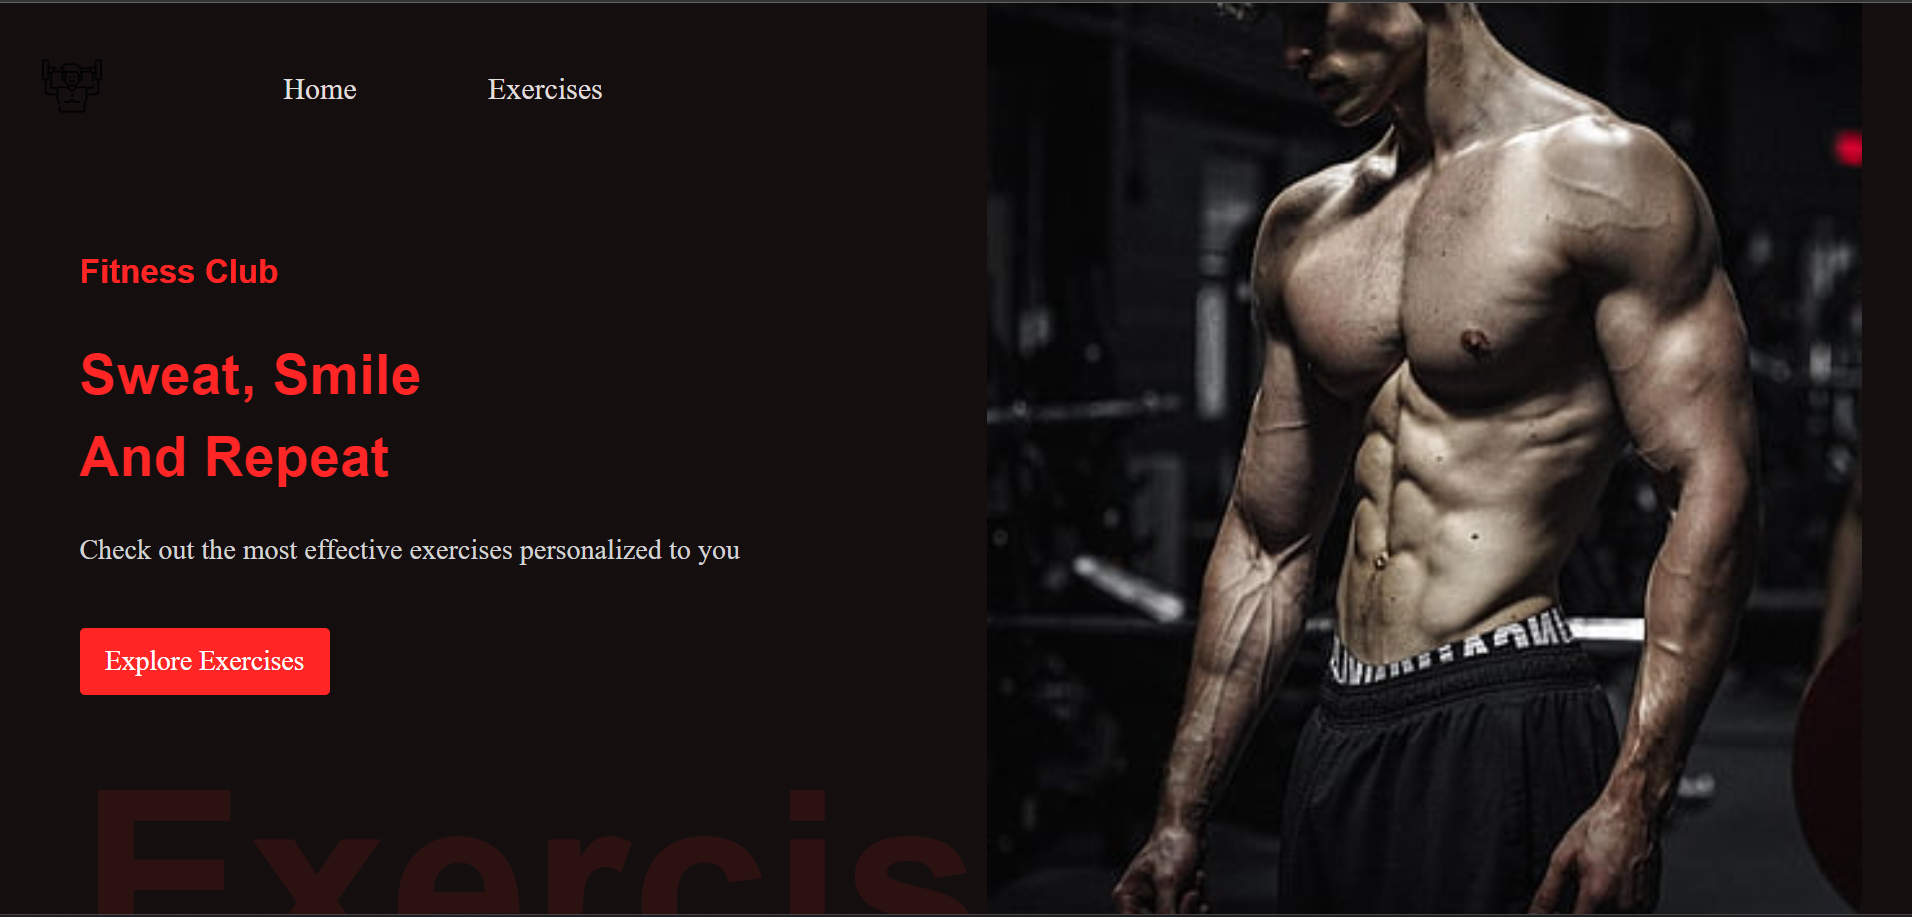 Home
Exercises
Fitness Club
Sweat, Smile
And Repeat
Check out the most effective exercises personalized to you
Explore Exercises
Exercis